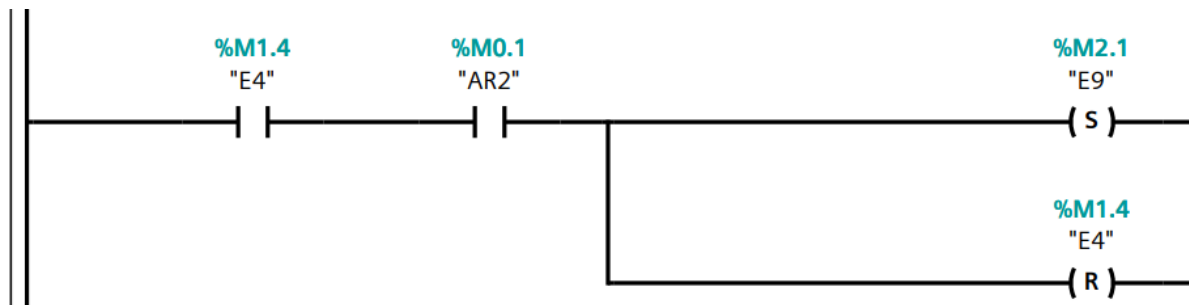 %M1.4 %M0.1 %M2.1
"E4" "AR2" "E9"
S
%M1.4
"E4"
R